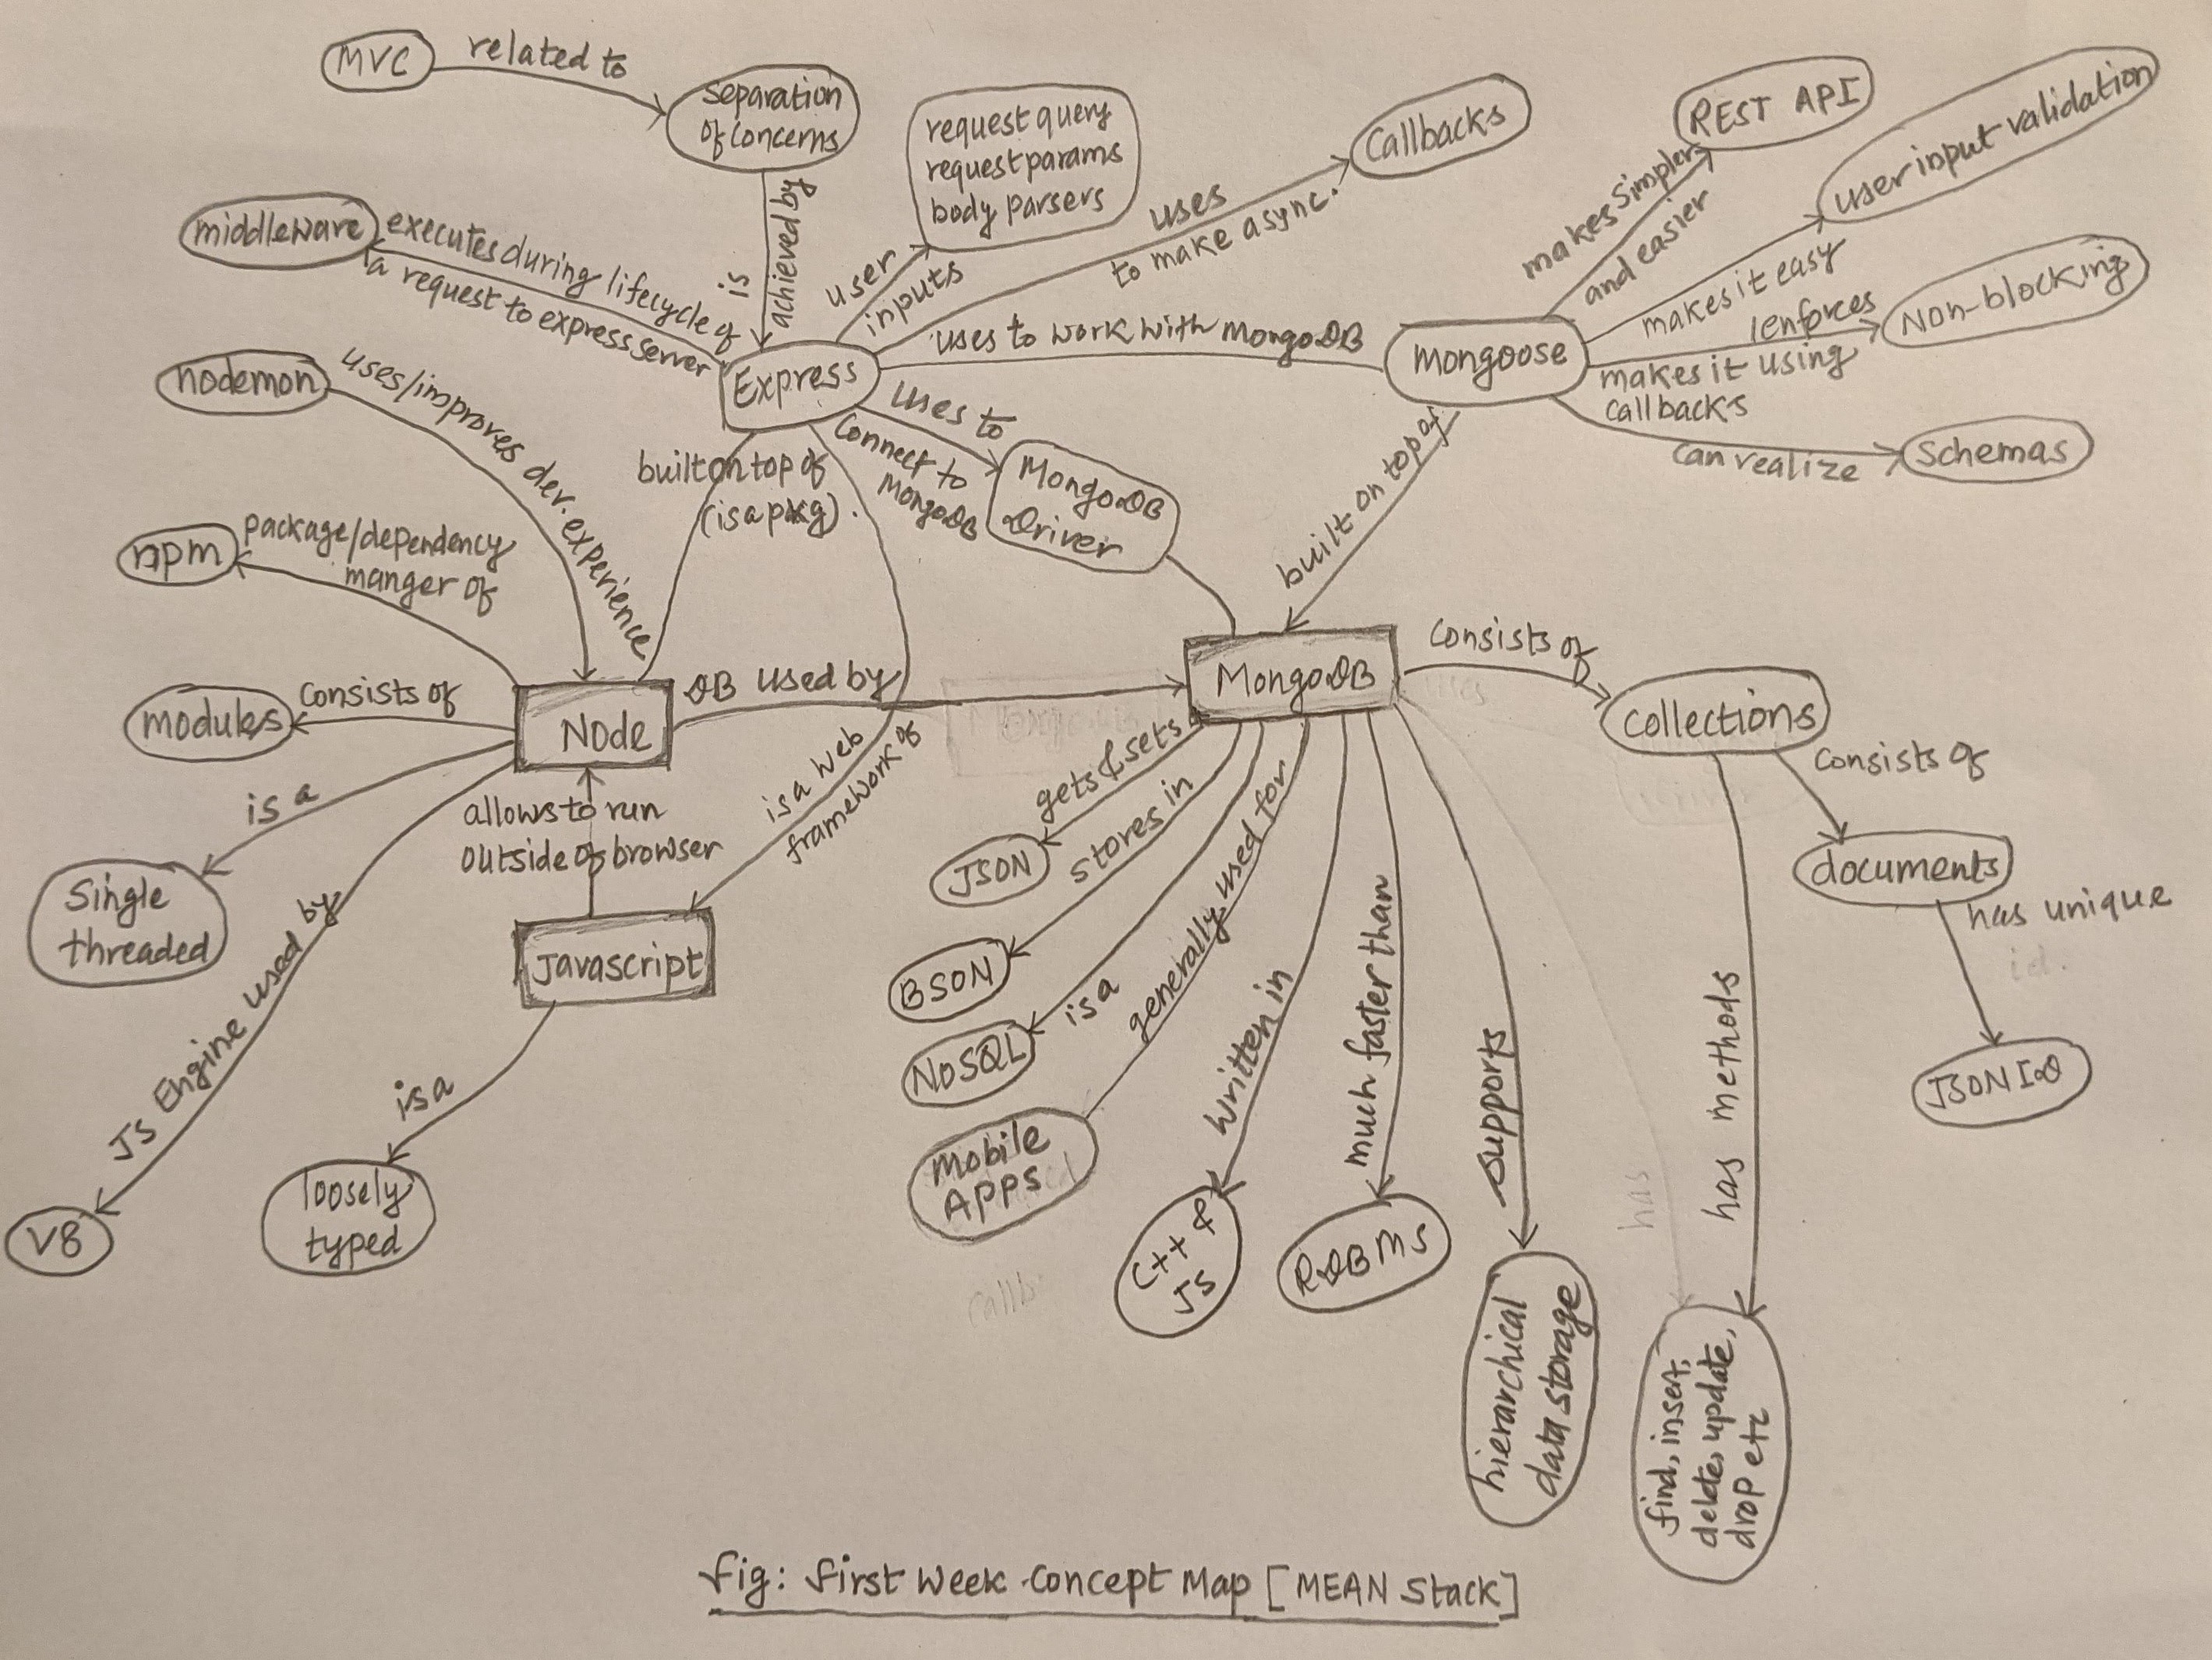 MVC
related to
separation
of concerns
is
achieved by
request query
request params
body parsers
user
inputs
Callbacks
uses
to make async.
REST API
makes simpler
and easier
user input validation
makes it easy
Non-blocking
/enforces
makes it using
callbacks
Schemas
can realize
Mongoose
uses to work with MongoDB
middleware
executes during lifecycle of
a request to express server
Express
nodemon
uses/improves dev. experience
built on top of
(is a pkg).
uses to
connect to
MongoDB
MongoDB
Driver
built on top of
npm
package/dependency
manger of
modules
consists of
Node
DB used by
MongoDB
consists of
collections
consists of
documents
has unique
id.
JSON ID
is a
Single
threaded
allows to run
outside of browser
is a web
framework of
Javascript
JS Engine used by
V8
is a
loosely
typed
gets & sets
JSON
stores in
BSON
is a
NoSQL
generally used for
Mobile
Apps
written in
C++ &
JS
much faster than
RDBMS
supports
hierarchical
data storage
has
has methods
find, insert,
delete, update,
drop etc
fig: First Week Concept Map [MEAN Stack]